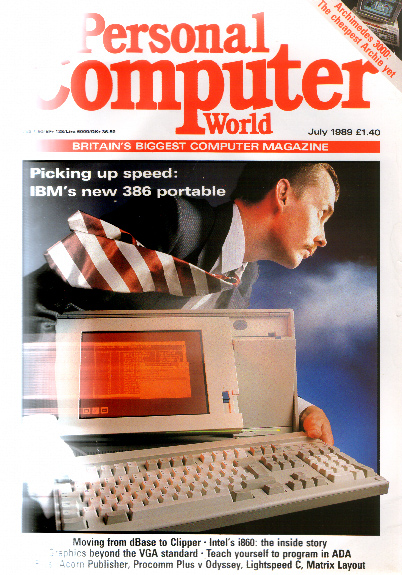 Archimedes 3000:
The cheapest Archie yet
Personal
Computer
World
July 1989 £1.40
BRITAIN'S BIGGEST COMPUTER MAGAZINE
Picking up speed:
IBM's new 386 portable
Moving from dBase to Clipper · Intel's i860: the inside story
Graphics beyond the VGA standard · Teach yourself to program in ADA
Acorn Publisher, Procomm Plus v Odyssey, Lightspeed C, Matrix Layout